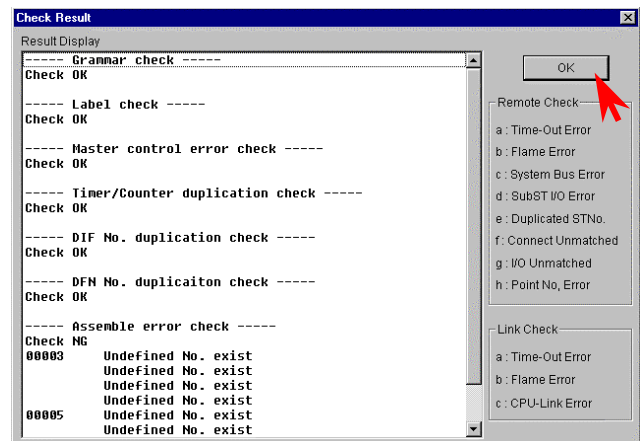 Check Result
Result Display
----- Grammar check -----
Check OK
----- Label check -----
Check OK
----- Master control error check -----
Check OK
----- Timer/Counter duplication check -----
Check OK
----- DIF No. duplication check -----
Check OK
----- DFN No. duplicaiton check -----
Check OK
----- Assemble error check -----
Check NG
00003 Undefined No. exist
Undefined No. exist
Undefined No. exist
Undefined No. exist
00005 Undefined No. exist
Undefined No. exist
OK
Remote Check
a : Time-Out Error
b : Flame Error
c : System Bus Error
d : SubST I/O Error
e : Duplicated STNo.
f : Connect Unmatched
g : I/O Unmatched
h : Point No, Error
Link Check
a : Time-Out Error
b : Flame Error
c : CPU-Link Error